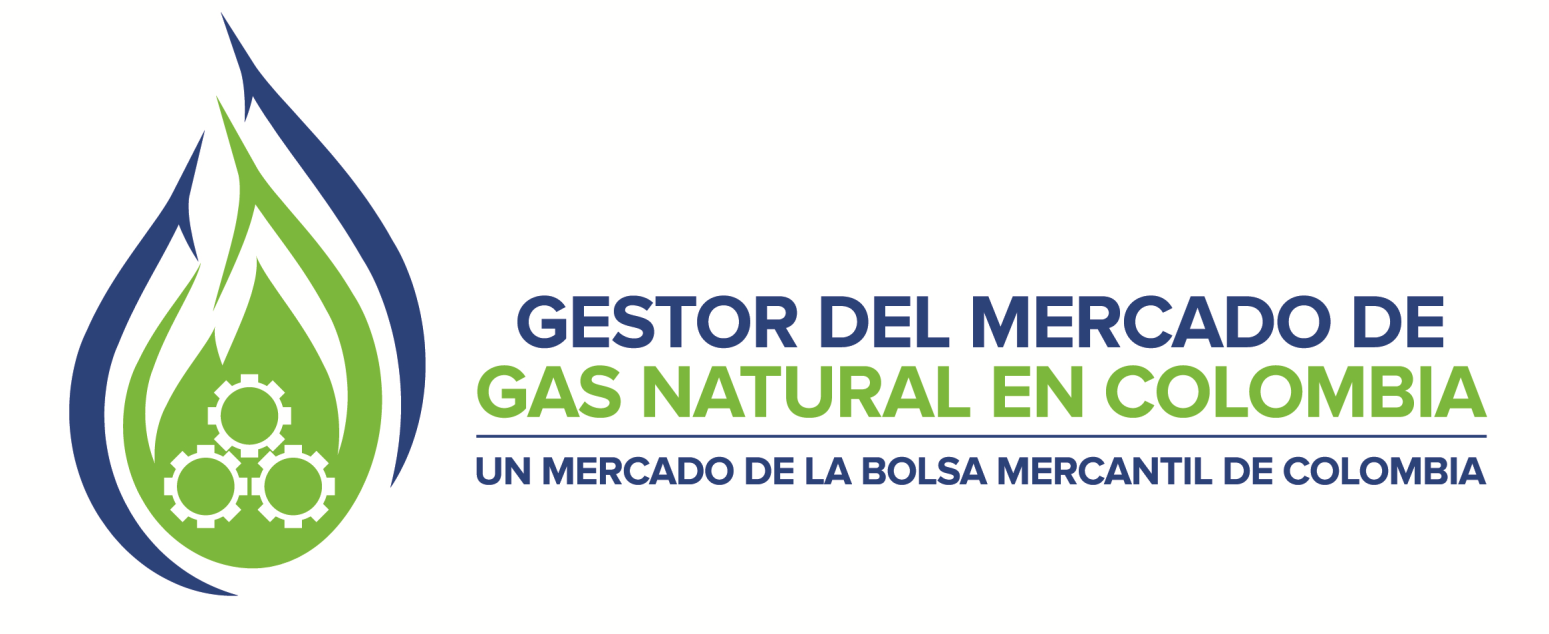 GESTOR DEL MERCADO DE
GAS NATURAL EN COLOMBIA
UN MERCADO DE LA BOLSA MERCANTIL DE COLOMBIA